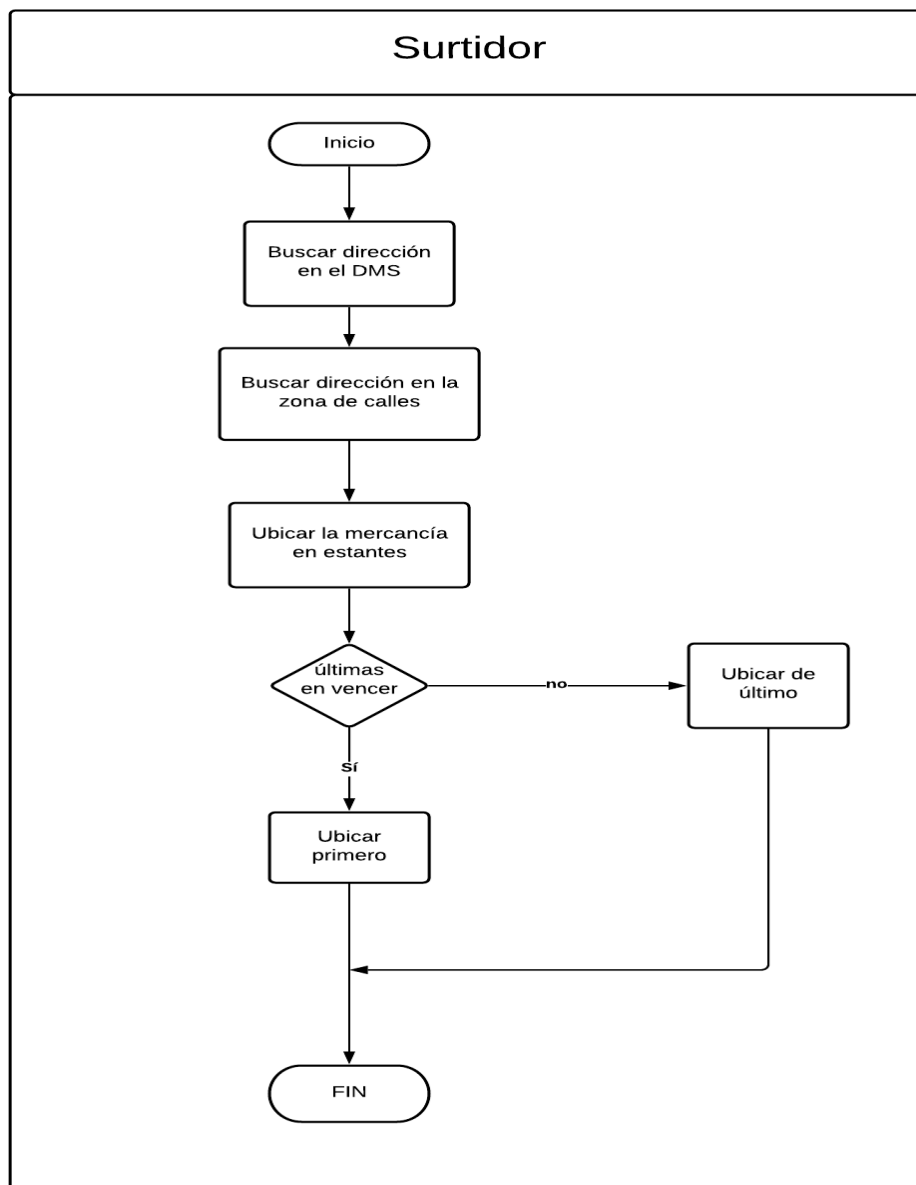 Surtidor
Inicio
Buscar dirección
en el DMS
Buscar dirección en la
zona de calles
Ubicar la mercancía
en estantes
últimas
en vencer
no
Ubicar de
último
Sí
Ubicar
primero
FIN